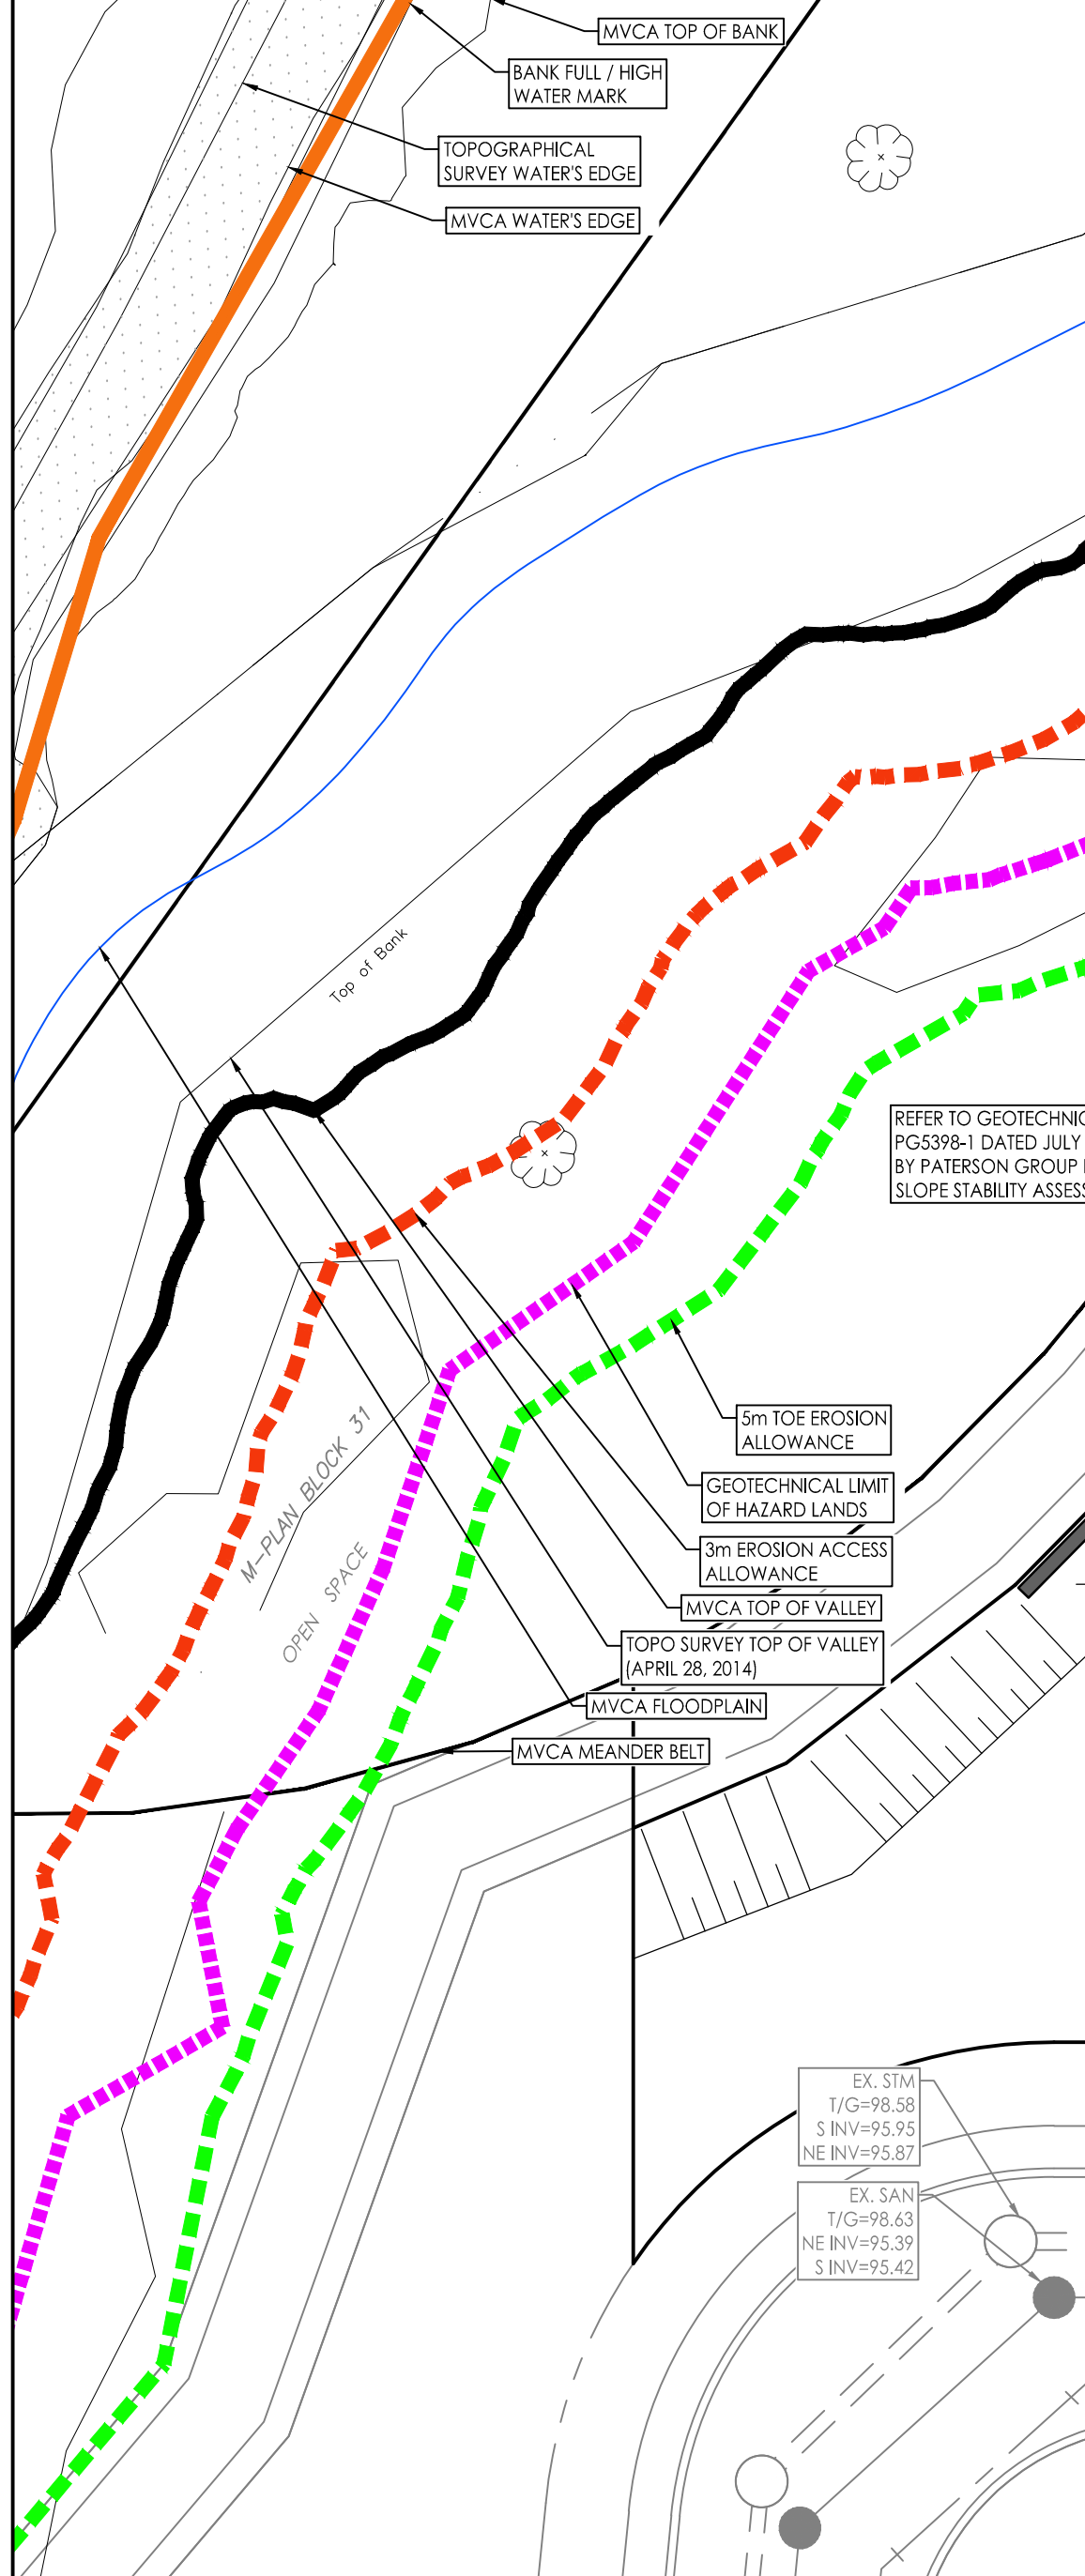 MVCA TOP OF BANK
BANK FULL / HIGH
WATER MARK
TOPOGRAPHICAL
SURVEY WATER'S EDGE
MVCA WATER'S EDGE
Top of Bank
REFER TO GEOTECHNIC
PG5398-1 DATED JULY
BY PATERSON GROUP
SLOPE STABILITY ASSESS
5m TOE EROSION
ALLOWANCE
GEOTECHNICAL LIMIT
OF HAZARD LANDS
M-PLAN BLOCK 31
OPEN SPACE
3m EROSION ACCESS
ALLOWANCE
MVCA TOP OF VALLEY
TOPO SURVEY TOP OF VALLEY
(APRIL 28, 2014)
MVCA FLOODPLAIN
MVCA MEANDER BELT
EX. STM
T/G=98.58
S INV=95.95
NE INV=95.87
EX. SAN
T/G=98.63
NE INV=95.39
S INV=95.42